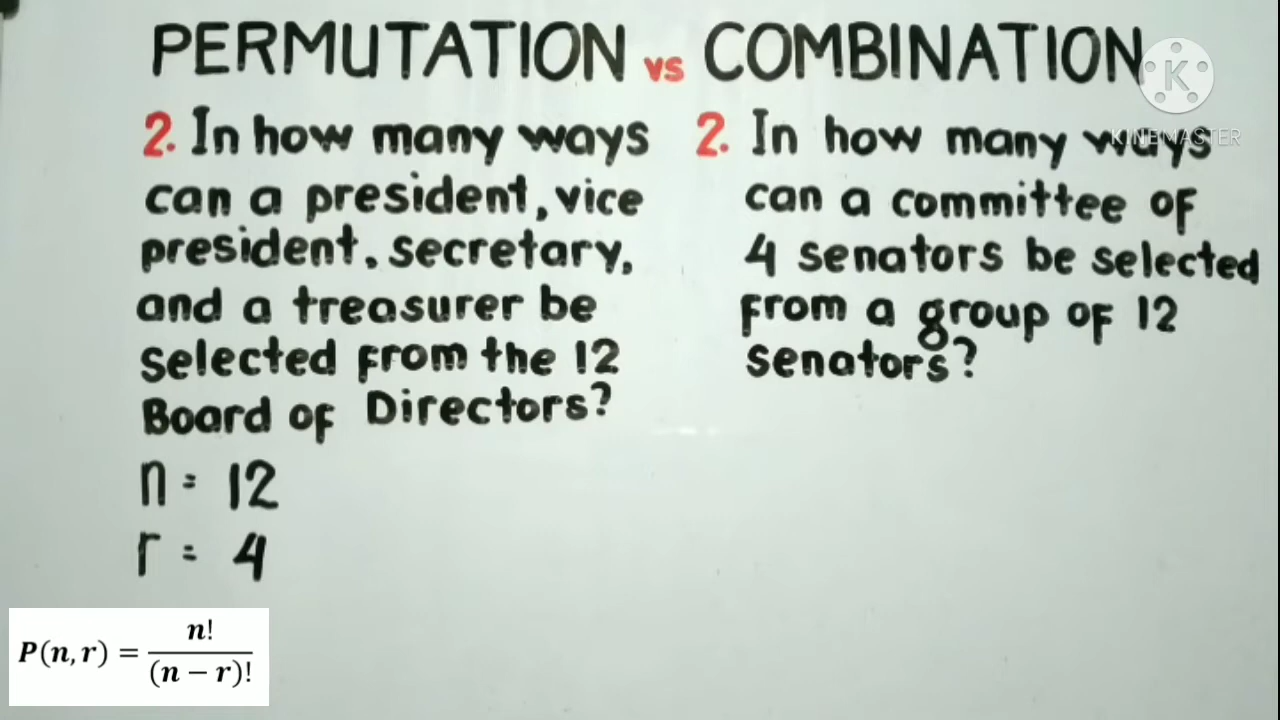 PERMUTATION vs COMBINATION
2. In how many ways
can a president, vice
president, secretary,
and a treasurer be
selected from the 12
Board of Directors?
n = 12
r = 4
P(n, r) = n! / (n − r)!
2. In how many ways
can a committee of
4 senators be selected
from a group of 12
senators?
K
KINEMASTER